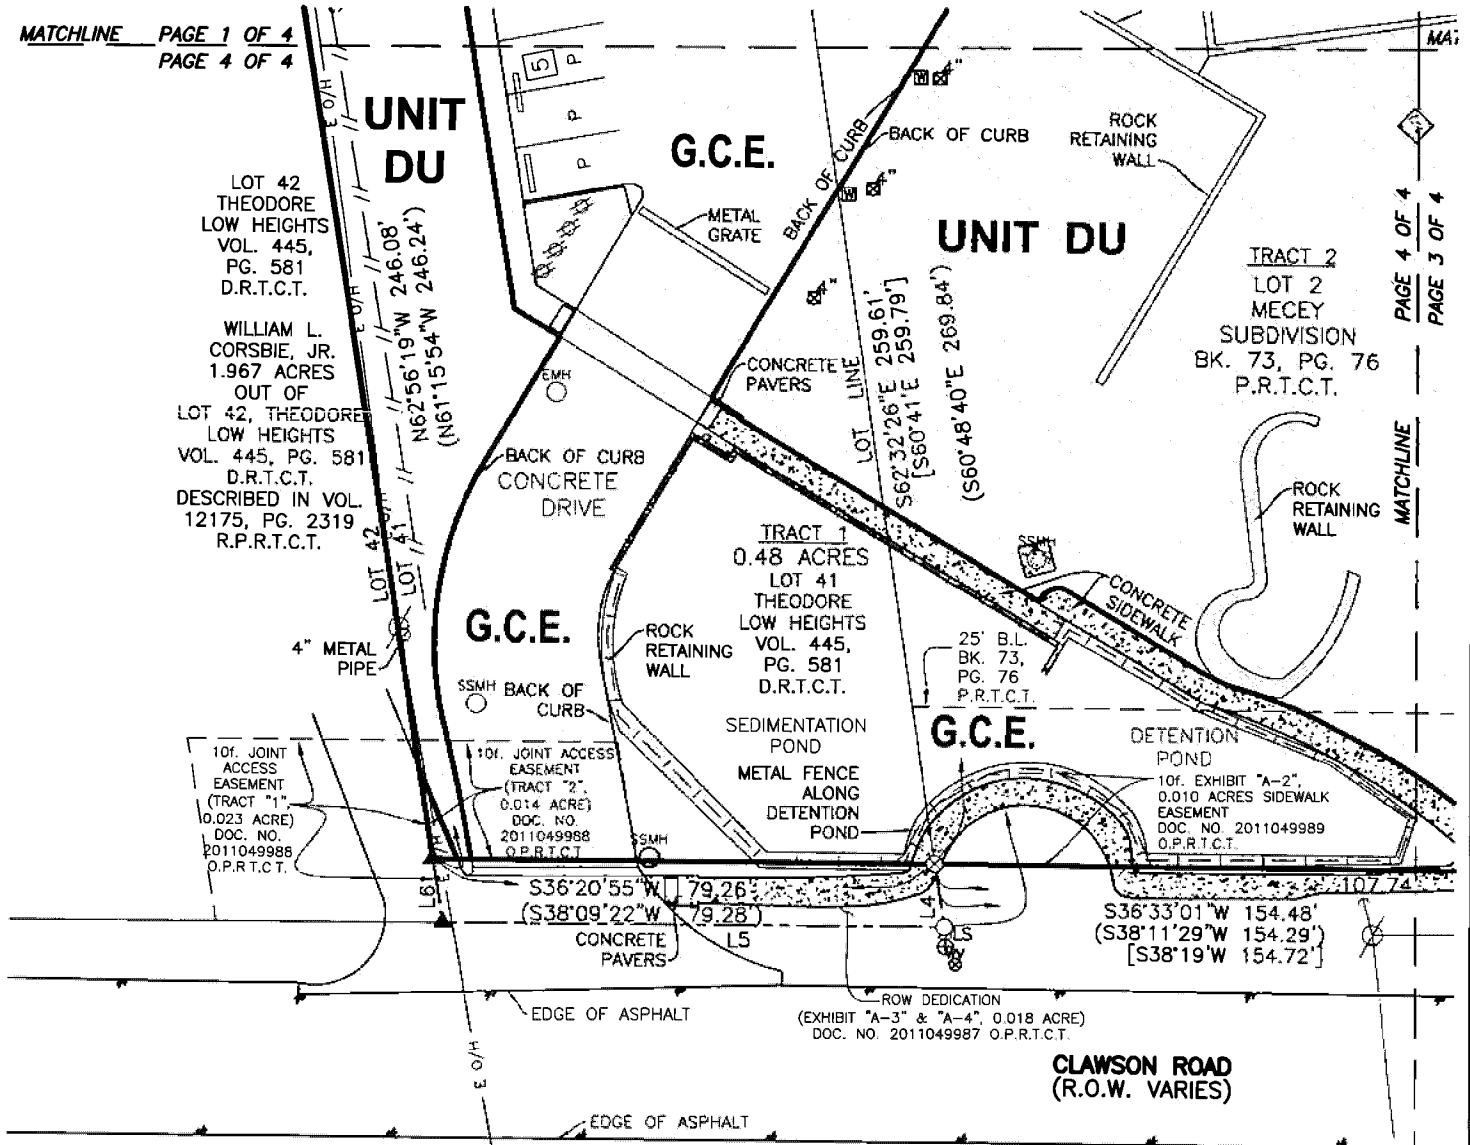 MATCHLINE PAGE 1 OF 4
PAGE 4 OF 4
UNIT
DU
5
P
P
P
G.C.E.
4"
W
BACK OF CURB
BACK OF CURB
ROCK
RETAINING
WALL
LOT 42
THEODORE
LOW HEIGHTS
VOL. 445,
PG. 581
D.R.T.C.T.
N62°56'19"W 246.08'
(N61°15'54"W 246.24')
METAL
GRATE
4"
W
4"
UNIT DU
TRACT 2
LOT 2
MECEY
SUBDIVISION
BK. 73, PG. 76
P.R.T.C.T.
PAGE 4 OF 4
PAGE 3 OF 4
MATCHLINE
WILLIAM L.
CORSBIE, JR.
1.967 ACRES
OUT OF
LOT 42, THEODORE
LOW HEIGHTS
VOL. 445, PG. 581
D.R.T.C.T.
DESCRIBED IN VOL.
12175, PG. 2319
R.P.R.T.C.T.
EMH
CONCRETE
PAVERS
LOT LINE
S62°32'26"E 259.61'
[S60°41'E 259.79']
(S60°48'40"E 269.84')
BACK OF CURB
CONCRETE
DRIVE
ROCK
RETAINING
WALL
LOT 42
LOT 41
TRACT 1
0.48 ACRES
LOT 41
THEODORE
LOW HEIGHTS
VOL. 445,
PG. 581
D.R.T.C.T.
SSMH
CONCRETE
SIDEWALK
G.C.E.
4" METAL
PIPE
ROCK
RETAINING
WALL
25' B.L.
BK. 73,
PG. 76
P.R.T.C.T.
SSMH
BACK OF
CURB
SEDIMENTATION
POND
G.C.E.
DETENTION
POND
10f. JOINT
ACCESS
EASEMENT
(TRACT "1"
0.023 ACRE)
DOC. NO.
2011049988
O.P.R.T.C.T.
10f. JOINT ACCESS
EASEMENT
(TRACT "2",
0.014 ACRE)
DOC. NO.
2011049988
O.P.R.T.C.T.
METAL FENCE
ALONG
DETENTION
POND
10f. EXHIBIT "A-2",
0.010 ACRES SIDEWALK
EASEMENT
DOC. NO. 2011049989
O.P.R.T.C.T.
SSMH
L6
S36°20'55"W 79.26'
(S38°09'22"W 79.28')
CONCRETE
PAVERS
L5
L4
LS
107.74
S36°33'01"W 154.48'
(S38°11'29"W 154.29')
[S38°19'W 154.72']
EDGE OF ASPHALT
ROW DEDICATION
(EXHIBIT "A-3" & "A-4", 0.018 ACRE)
DOC. NO. 2011049987 O.P.R.T.C.T.
CLAWSON ROAD
(R.O.W. VARIES)
EDGE OF ASPHALT